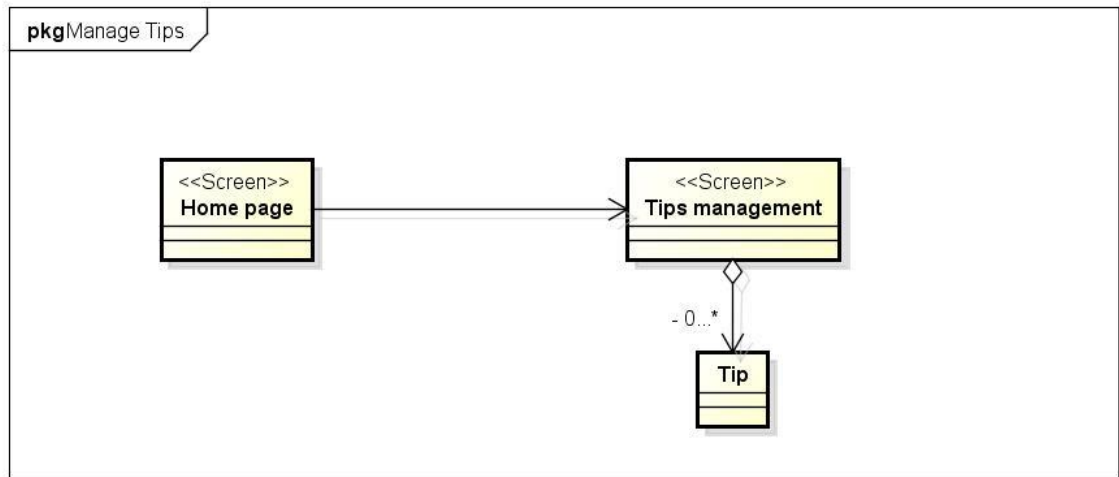 pkgManage Tips
<<Screen>>
Home page
<<Screen>>
Tips management
- 0...*
Tip